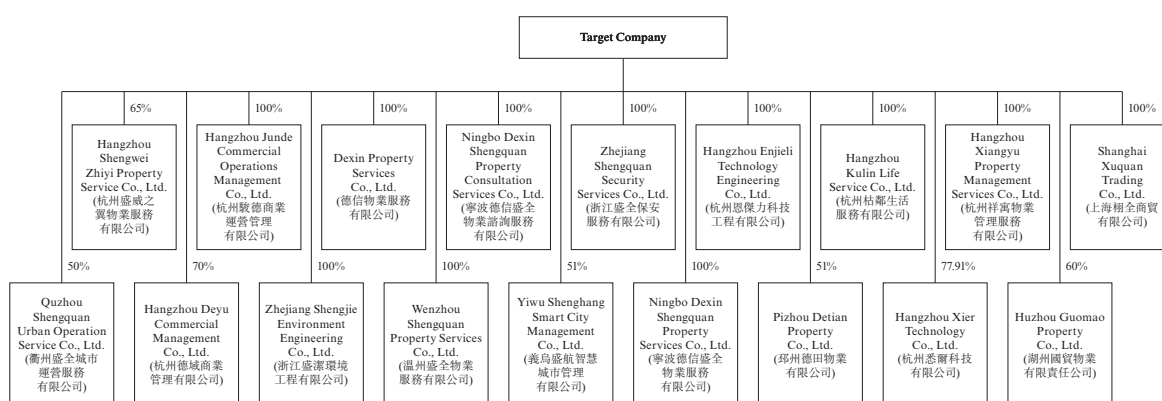 Target Company
65%
100%
100%
100%
100%
100%
100%
100%
100%
Hangzhou
Shengwei
Zhiyi Property
Service Co., Ltd.
(杭州盛威之
翼物業服務
有限公司)
Hangzhou Junde
Commercial
Operations
Management
Co., Ltd.
(杭州駿德商業
運營管理
有限公司)
Dexin Property
Services
Co., Ltd.
(德信物業服務
有限公司)
Ningbo Dexin
Shengquan
Property
Consultation
Services Co., Ltd.
(寧波德信盛全
物業諮詢服務
有限公司)
Zhejiang
Shengquan
Security
Services Co., Ltd.
(浙江盛全保安
服務有限公司)
Hangzhou Enjieli
Technology
Engineering
Co., Ltd.
(杭州恩傑力科技
工程有限公司)
Hangzhou
Kulin Life
Service Co., Ltd.
(杭州枯鄰生活
服務有限公司)
Hangzhou
Xiangyu
Property
Management
Services Co., Ltd.
(杭州祥寓物業
管理服務
有限公司)
Shanghai
Xuquan
Trading
Co., Ltd.
(上海栩全商貿
有限公司)
50%
70%
100%
100%
51%
100%
51%
77.91%
60%
Quzhou
Shengquan
Urban Operation
Service Co., Ltd.
(衢州盛全城市
運營服務
有限公司)
Hangzhou Deyu
Commercial
Management
Co., Ltd.
(杭州德域商業
管理有限公司)
Zhejiang Shengjie
Environment
Engineering
Co., Ltd.
(浙江盛潔環境
工程有限公司)
Wenzhou
Shengquan
Property Services
Co., Ltd.
(溫州盛全物業
服務有限公司)
Yiwu Shenghang
Smart City
Management
Co., Ltd.
(義烏盛航智慧
城市管理
有限公司)
Ningbo Dexin
Shengquan
Property
Services Co., Ltd.
(寧波德信盛全
物業服務
有限公司)
Pizhou Detian
Property
Co., Ltd.
(邳州德田物業
有限公司)
Hangzhou Xier
Technology
Co., Ltd.
(杭州悉爾科技
有限公司)
Huzhou Guomao
Property
Co., Ltd.
(湖州國貿物業
有限責任公司)